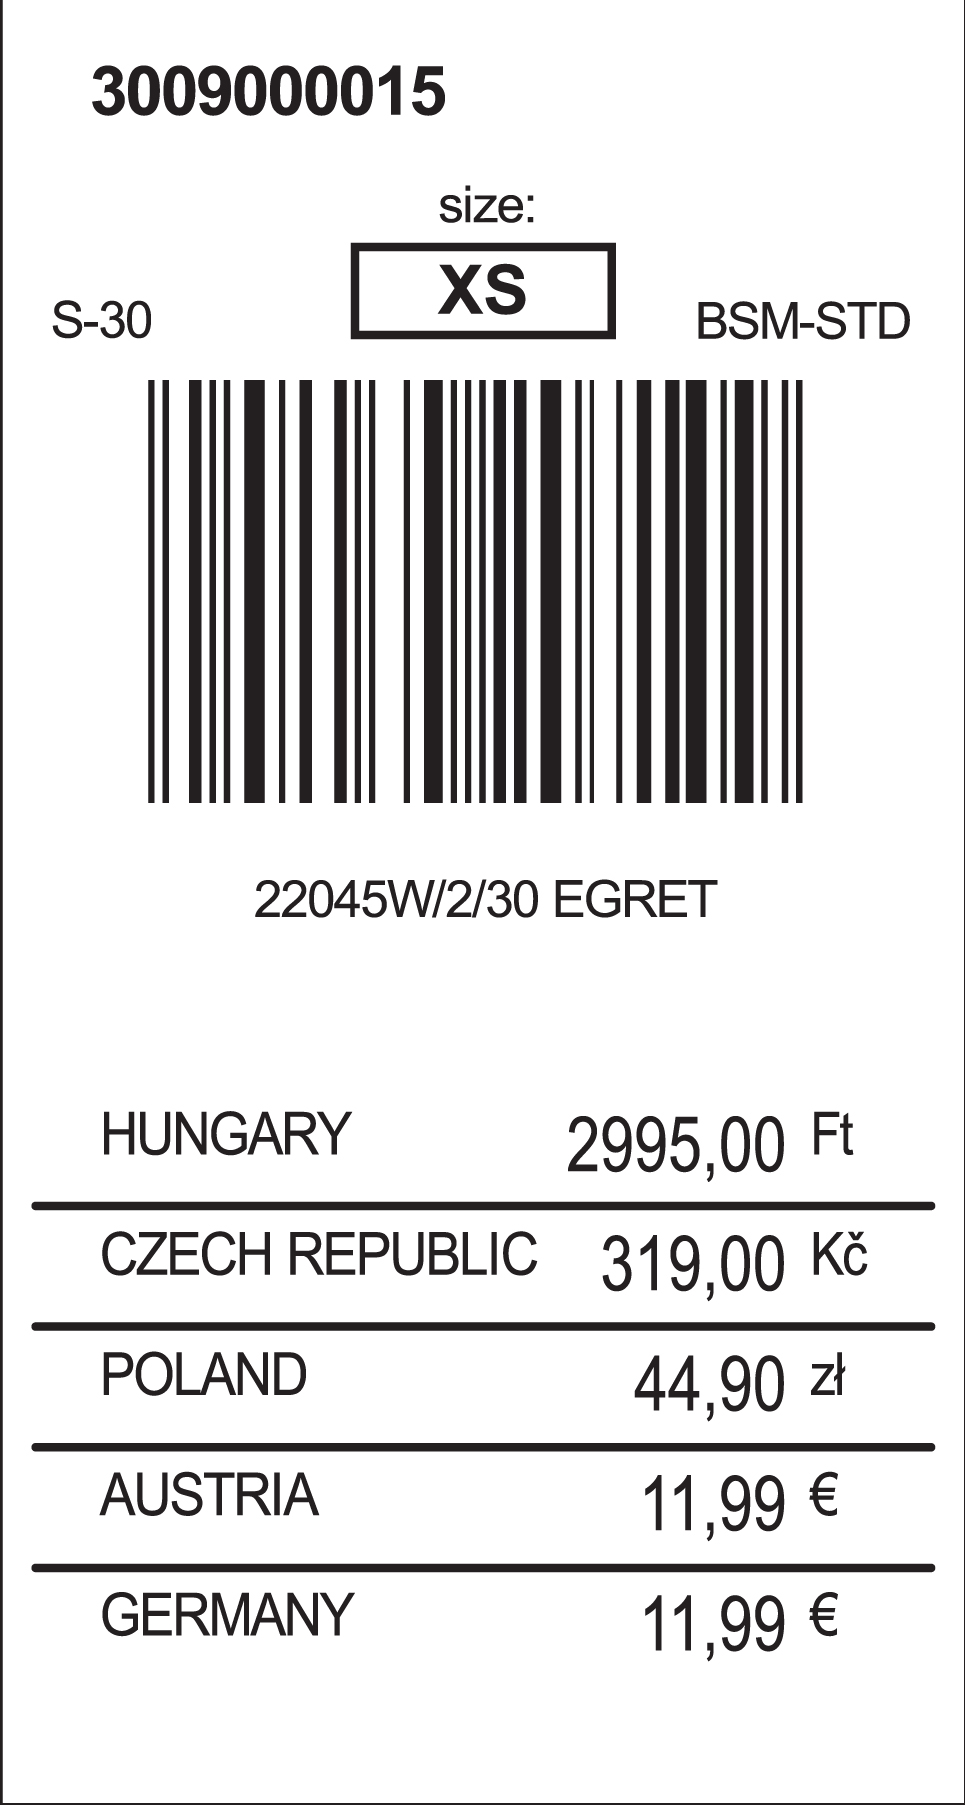 3009000015
size:
XS
S-30
BSM-STD
22045W/2/30 EGRET
HUNGARY 2995,00 Ft
CZECH REPUBLIC 319,00 Kč
POLAND 44,90 zł
AUSTRIA 11,99 €
GERMANY 11,99 €